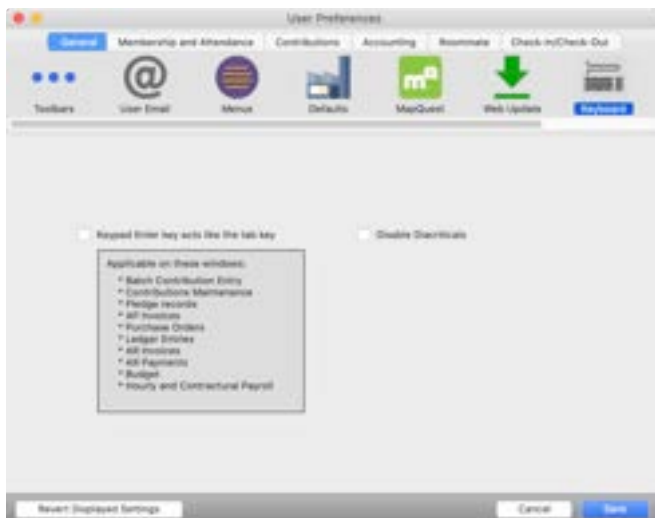 User Preferences
General Membership and Attendance Contributions Accounting Roommate Check-In/Check-Out
@ m
Toolbars User Email Menus Defaults MapQuest Web Update Keyboard
Keypad Enter key acts like the tab key Disable Diacriticals
Applicable on these windows:
* Batch Contribution Entry
* Contributions Maintenance
* Pledge records
* AP Invoices
* Purchase Orders
* Ledger Entries
* AR Invoices
* AR Payments
* Budget
* Hourly and Contractural Payroll
Revert Displayed Settings Cancel Save